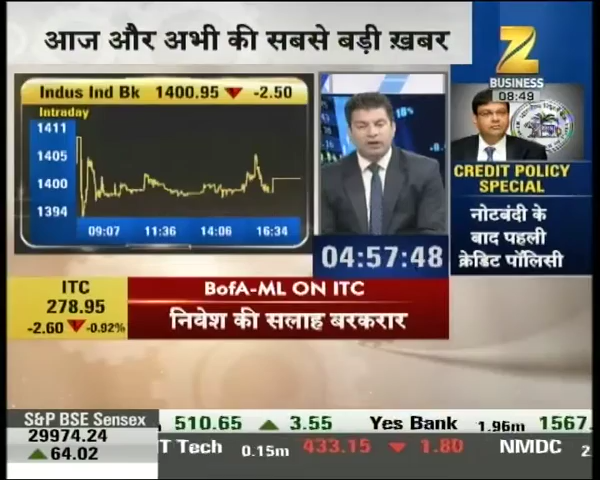 आज और अभी की सबसे बड़ी ख़बर
Z
BUSINESS
08:49
Indus Ind Bk 1400.95 -2.50
Intraday
1411
1405
1400
1394
09:07 11:36 14:06 16:34
04:57:48
CREDIT POLICY
SPECIAL
नोटबंदी के
बाद पहली
क्रेडिट पॉलिसी
ITC
278.95
-2.60 -0.92%
BofA-ML ON ITC
निवेश की सलाह बरकरार
S&P BSE Sensex
29974.24
64.02
510.65 3.55 Yes Bank 1.96m 1567.
T Tech 0.15m 433.15 1.80 NMDC 2